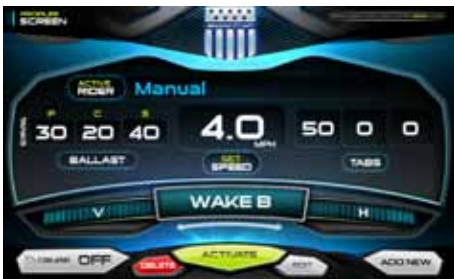 PROFILES
SCREEN
ACTIVE
RIDER
Manual
P C S
30 20 40
4.0
MPH
50 0 0
BALLAST
SET
SPEED
TABS
V
WAKE 8
H
CRUISE OFF
DELETE
ACTIVATE
EDIT
ADD NEW